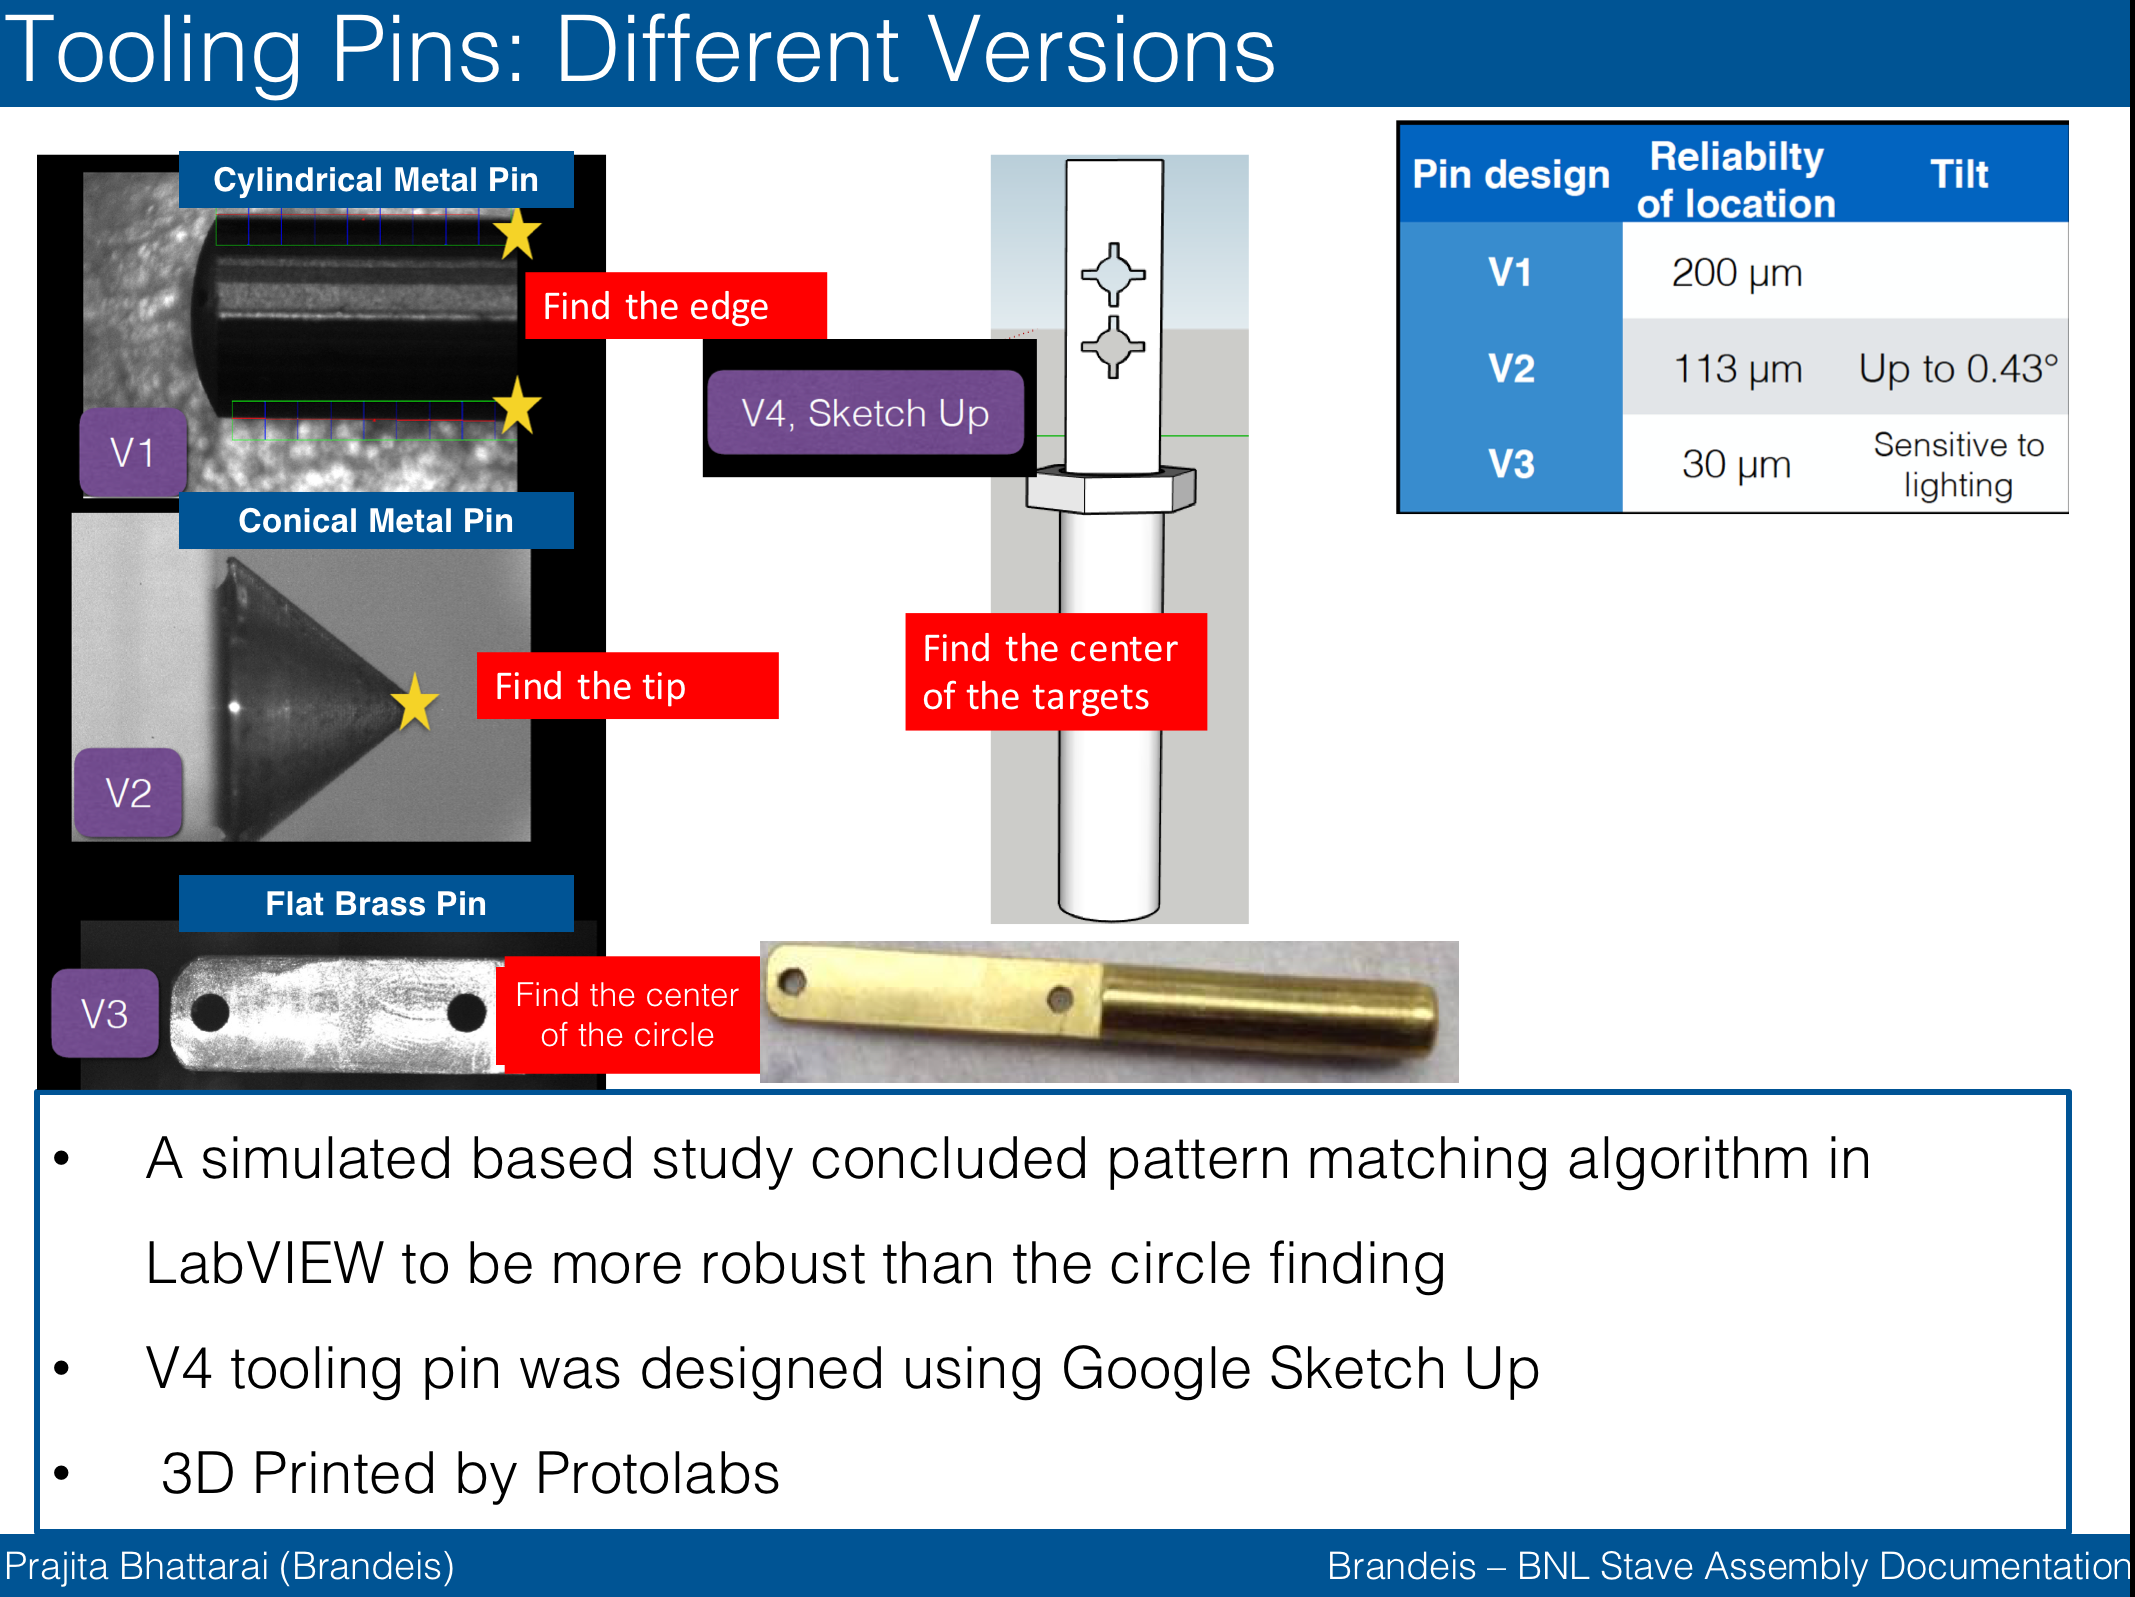 Tooling Pins: Different Versions
Cylindrical Metal Pin
Find the edge
V1
Conical Metal Pin
Find the tip
V2
Flat Brass Pin
V3
Find the center
of the circle
V4, Sketch Up
Find the center
of the targets
Pin design Reliabilty of location Tilt
V1 200 µm
V2 113 µm Up to 0.43°
V3 30 µm Sensitive to lighting
• A simulated based study concluded pattern matching algorithm in
LabVIEW to be more robust than the circle finding
• V4 tooling pin was designed using Google Sketch Up
• 3D Printed by Protolabs
Prajita Bhattarai (Brandeis)
Brandeis – BNL Stave Assembly Documentation